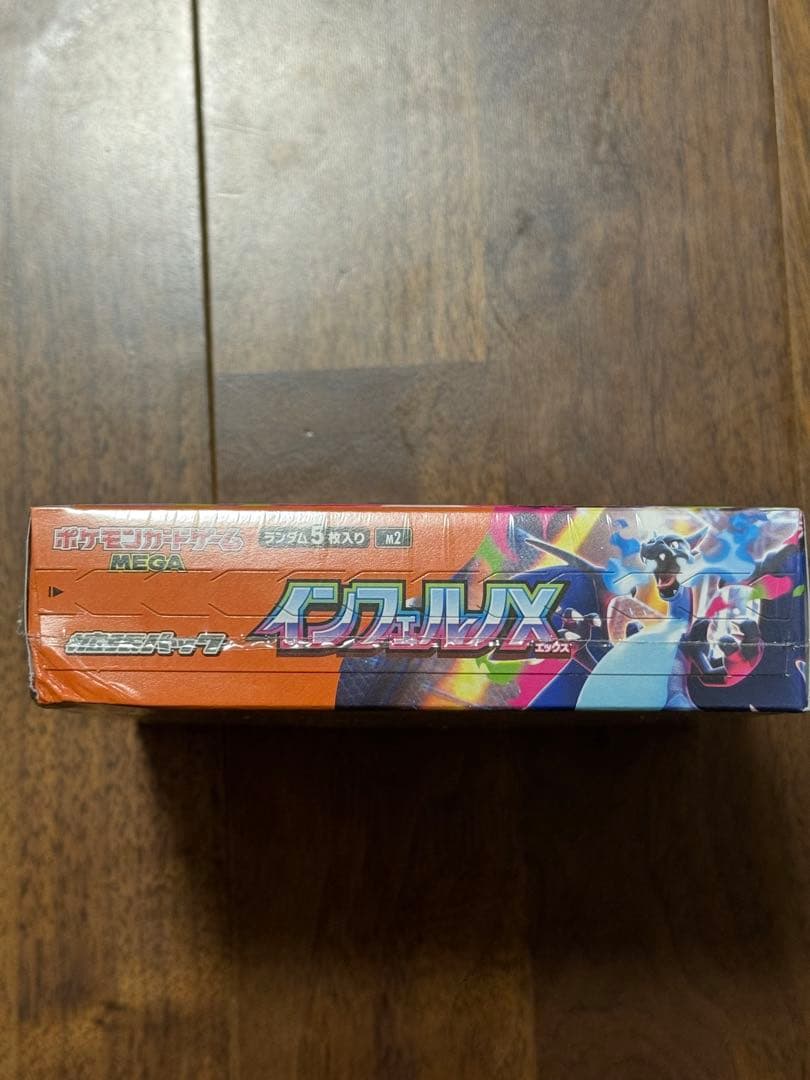 ポケモンカードゲーム
MEGA
ランダム5枚入り
M2
拡張パック
インフェルノX
エックス